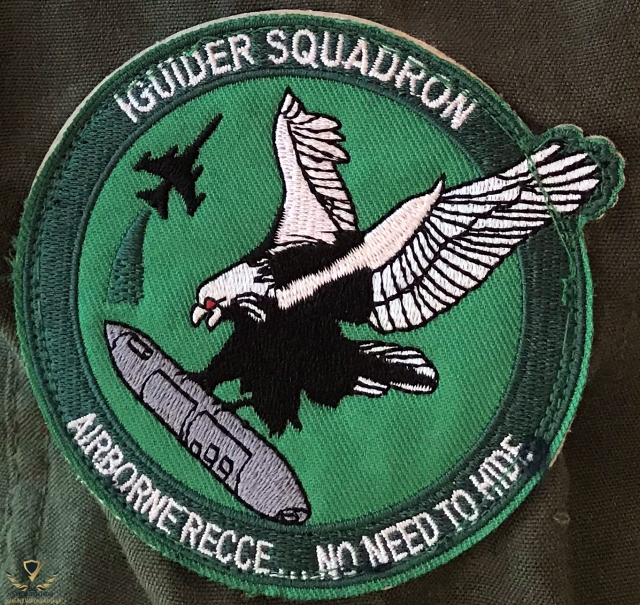 IGUIDER SQUADRON
AIRBORNE RECCE....NO NEED TO HIDE